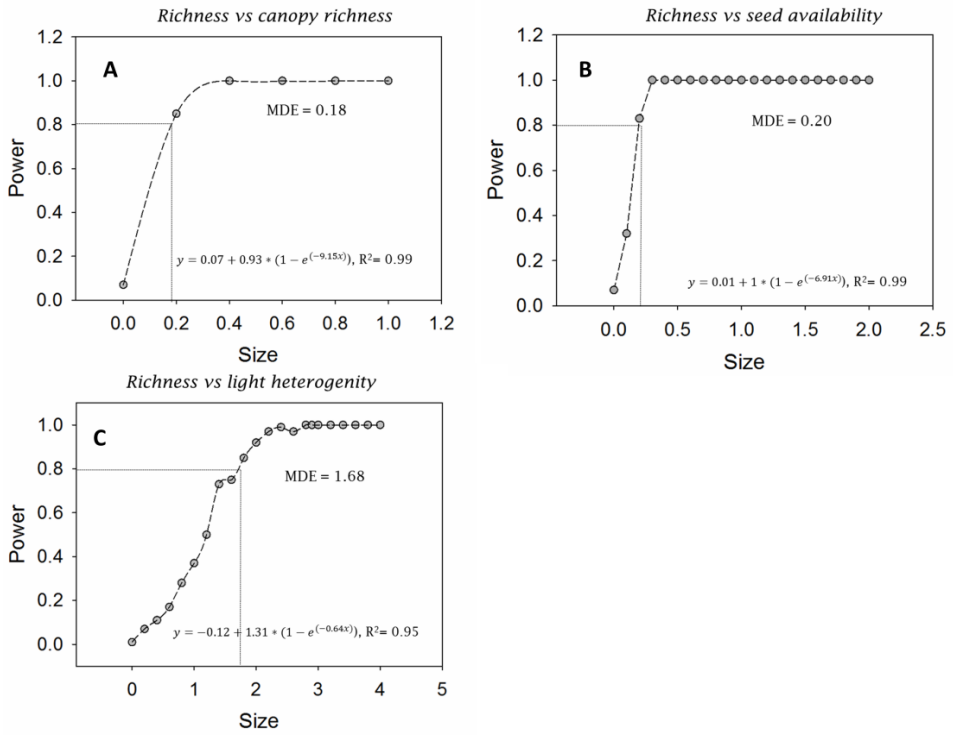 Richness vs canopy richness
A
1.2
1.0
0.8
0.6
0.4
0.2
0.0
Power
MDE = 0.18
y = 0.07 + 0.93 * (1 − e^(−9.15x)), R²= 0.99
0.0 0.2 0.4 0.6 0.8 1.0 1.2
Size
Richness vs seed availability
B
1.2
1.0
0.8
0.6
0.4
0.2
0.0
Power
MDE = 0.20
y = 0.01 + 1 * (1 − e^(−6.91x)), R²= 0.99
0.0 0.5 1.0 1.5 2.0 2.5
Size
Richness vs light heterogenity
C
1.0
0.8
0.6
0.4
0.2
0.0
Power
MDE = 1.68
y = −0.12 + 1.31 * (1 − e^(−0.64x)), R²= 0.95
0 1 2 3 4 5
Size